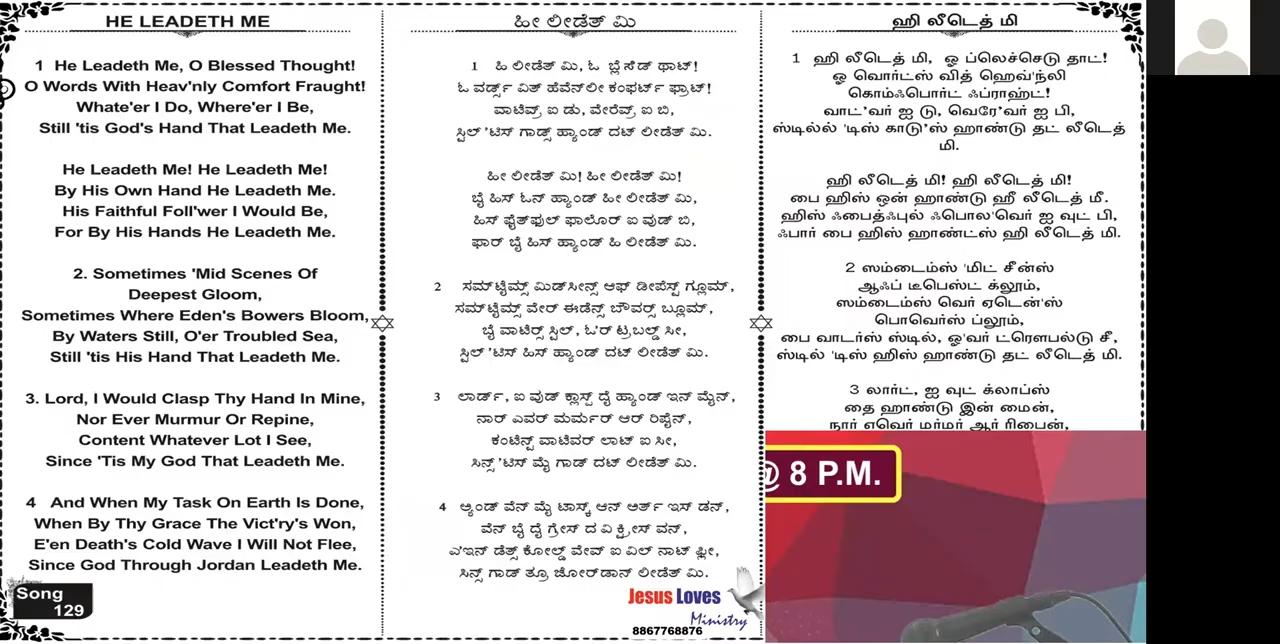 HE LEADETH ME
1 He Leadeth Me, O Blessed Thought!
O Words With Heav'nly Comfort Fraught!
Whate'er I Do, Where'er I Be,
Still 'tis God's Hand That Leadeth Me.
He Leadeth Me! He Leadeth Me!
By His Own Hand He Leadeth Me.
His Faithful Foll'wer I Would Be,
For By His Hands He Leadeth Me.
2. Sometimes 'Mid Scenes Of
Deepest Gloom,
Sometimes Where Eden's Bowers Bloom,
By Waters Still, O'er Troubled Sea,
Still 'tis His Hand That Leadeth Me.
3. Lord, I Would Clasp Thy Hand In Mine,
Nor Ever Murmur Or Repine,
Content Whatever Lot I See,
Since 'Tis My God That Leadeth Me.
4 And When My Task On Earth Is Done,
When By Thy Grace The Vict'ry's Won,
E'en Death's Cold Wave I Will Not Flee,
Since God Through Jordan Leadeth Me.
Song
129
ಹೀ ಲೀಡೆತ್ ಮಿ
1 ಹಿ ಲೀಡೆತ್ ಮಿ, ಓ ಬ್ಲೆಸೆಡ್ ಥಾಟ್!
ಓ ವರ್ಡ್ಸ್ ವಿತ್ ಹೆವೆನ್‌ಲೀ ಕಂಫರ್ಟ್ ಫ್ರಾಟ್!
ವಾಟೆವ್ರ್ ಐ ಡು, ವೇರೆವ್ರ್ ಐ ಬಿ,
ಸ್ಟಿಲ್ 'ಟಿಸ್ ಗಾಡ್ಸ್ ಹ್ಯಾಂಡ್ ದಟ್ ಲೀಡೆತ್ ಮಿ.
ಹೀ ಲೀಡೆತ್ ಮಿ! ಹೀ ಲೀಡೆತ್ ಮಿ!
ಬೈ ಹಿಸ್ ಓನ್ ಹ್ಯಾಂಡ್ ಹೀ ಲೀಡೆತ್ ಮಿ.
ಹಿಸ್ ಫೈತ್‌ಫುಲ್ ಫಾಲೊರ್ ಐ ವುಡ್ ಬಿ,
ಫಾರ್ ಬೈ ಹಿಸ್ ಹ್ಯಾಂಡ್ ಹಿ ಲೀಡೆತ್ ಮಿ.
2 ಸಮ್‌ಟೈಮ್ಸ್ ಮಿಡ್‌ಸೀನ್ಸ್ ಆಫ್ ಡೀಪೆಸ್ಟ್ ಗ್ಲೂಮ್,
ಸಮ್‌ಟೈಮ್ಸ್ ವೇರ್ ಈಡೆನ್ಸ್ ಬೌವರ್ಸ್ ಬ್ಲೂಮ್,
ಬೈ ವಾಟಿರ‍್ಸ್ ಸ್ಟಿಲ್, ಓ'ರ್ ಟ್ರಬಲ್ಡ್ ಸೀ,
ಸ್ಟಿಲ್ 'ಟಿಸ್ ಹಿಸ್ ಹ್ಯಾಂಡ್ ದಟ್ ಲೀಡೆತ್ ಮಿ.
3 ಲಾರ್ಡ್, ಐ ವುಡ್ ಕ್ಲಾಸ್ಪ್ ದೈ ಹ್ಯಾಂಡ್ ಇನ್ ಮೈನ್,
ನಾರ್ ಎವರ್ ಮರ್ಮರ್ ಆರ್ ರಿಪೈನ್,
ಕಂಟೆನ್ಟ್ ವಾಟಿವರ್ ಲಾಟ್ ಐ ಸೀ,
ಸಿನ್ಸ್ 'ಟಿಸ್ ಮೈ ಗಾಡ್ ದಟ್ ಲೀಡೆತ್ ಮಿ.
4 ಆ್ಯಂಡ್ ವೆನ್ ಮೈ ಟಾಸ್ಕ್ ಆನ್ ಅರ್ತ್ ಇಸ್ ಡನ್,
ವೆನ್ ಬೈ ದೈ ಗ್ರೇಸ್ ದ ವಿಕ್ಟ್ರೀಸ್ ವನ್,
ಎ'ಇನ್ ಡೆತ್ಸ್ ಕೋಲ್ಡ್ ವೇವ್ ಐ ವಿಲ್ ನಾಟ್ ಫ್ಲೀ,
ಸಿನ್ಸ್ ಗಾಡ್ ತ್ರೂ ಜೋರ್‌ಡಾನ್ ಲೀಡೆತ್ ಮಿ.
Jesus Loves
Ministry
8867768876
ஹி லீடெத் மி
1 ஹி லீடெத் மி, ஓ ப்லெச்செடு தாட்!
ஓ வொர்ட்ஸ் வித் ஹெவ்'ந்லி
கொம்ஃபொர்ட் ஃப்ராஹ்ட்!
வாட்'வர் ஐ டு, வெரே'வர் ஐ பி,
ஸ்டில்ல் 'டிஸ் காடு'ஸ் ஹாண்டு தட் லீடெத்
மி.
ஹி லீடெத் மி! ஹி லீடெத் மி!
பை ஹிஸ் ஒன் ஹாண்டு ஹீ லீடெத் மீ.
ஹிஸ் ஃபைத்ஃபுல் ஃபொல'வெர் ஐ வுட் பி,
ஃபார் பை ஹிஸ் ஹாண்ட்ஸ் ஹி லீடெத் மி.
2 ஸம்டைம்ஸ் 'மிட் சீன்ஸ்
ஆஃப் டீபெஸ்ட் க்லூம்,
ஸம்டைம்ஸ் வெர் ஏடென்'ஸ்
பொவெர்ஸ் ப்லூம்,
பை வாடர்ஸ் ஸ்டில், ஓ'வர் ட்ரௌபல்டு சீ,
ஸ்டில் 'டிஸ் ஹிஸ் ஹாண்டு தட் லீடெத் மி.
3 லார்ட், ஐ வுட் க்லாப்ஸ்
தை ஹாண்டு இன் மைன்,
நார் எவெர் மர்மர் ஆர் ரிபைன்,
@ 8 P.M.